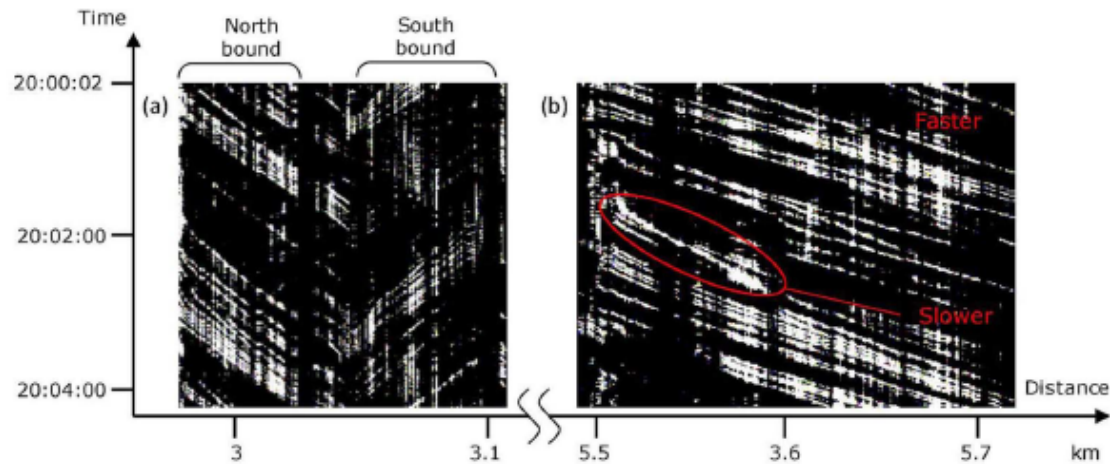 Time
North
bound
South
bound
20:00:02
(a)
(b)
Faster
20:02:00
Slower
20:04:00
Distance
3
3.1
5.5
3.6
5.7
km